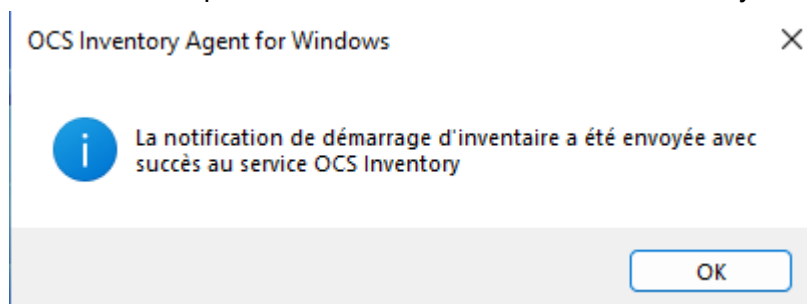 OCS Inventory Agent for Windows
La notification de démarrage d'inventaire a été envoyée avec
succès au service OCS Inventory
OK